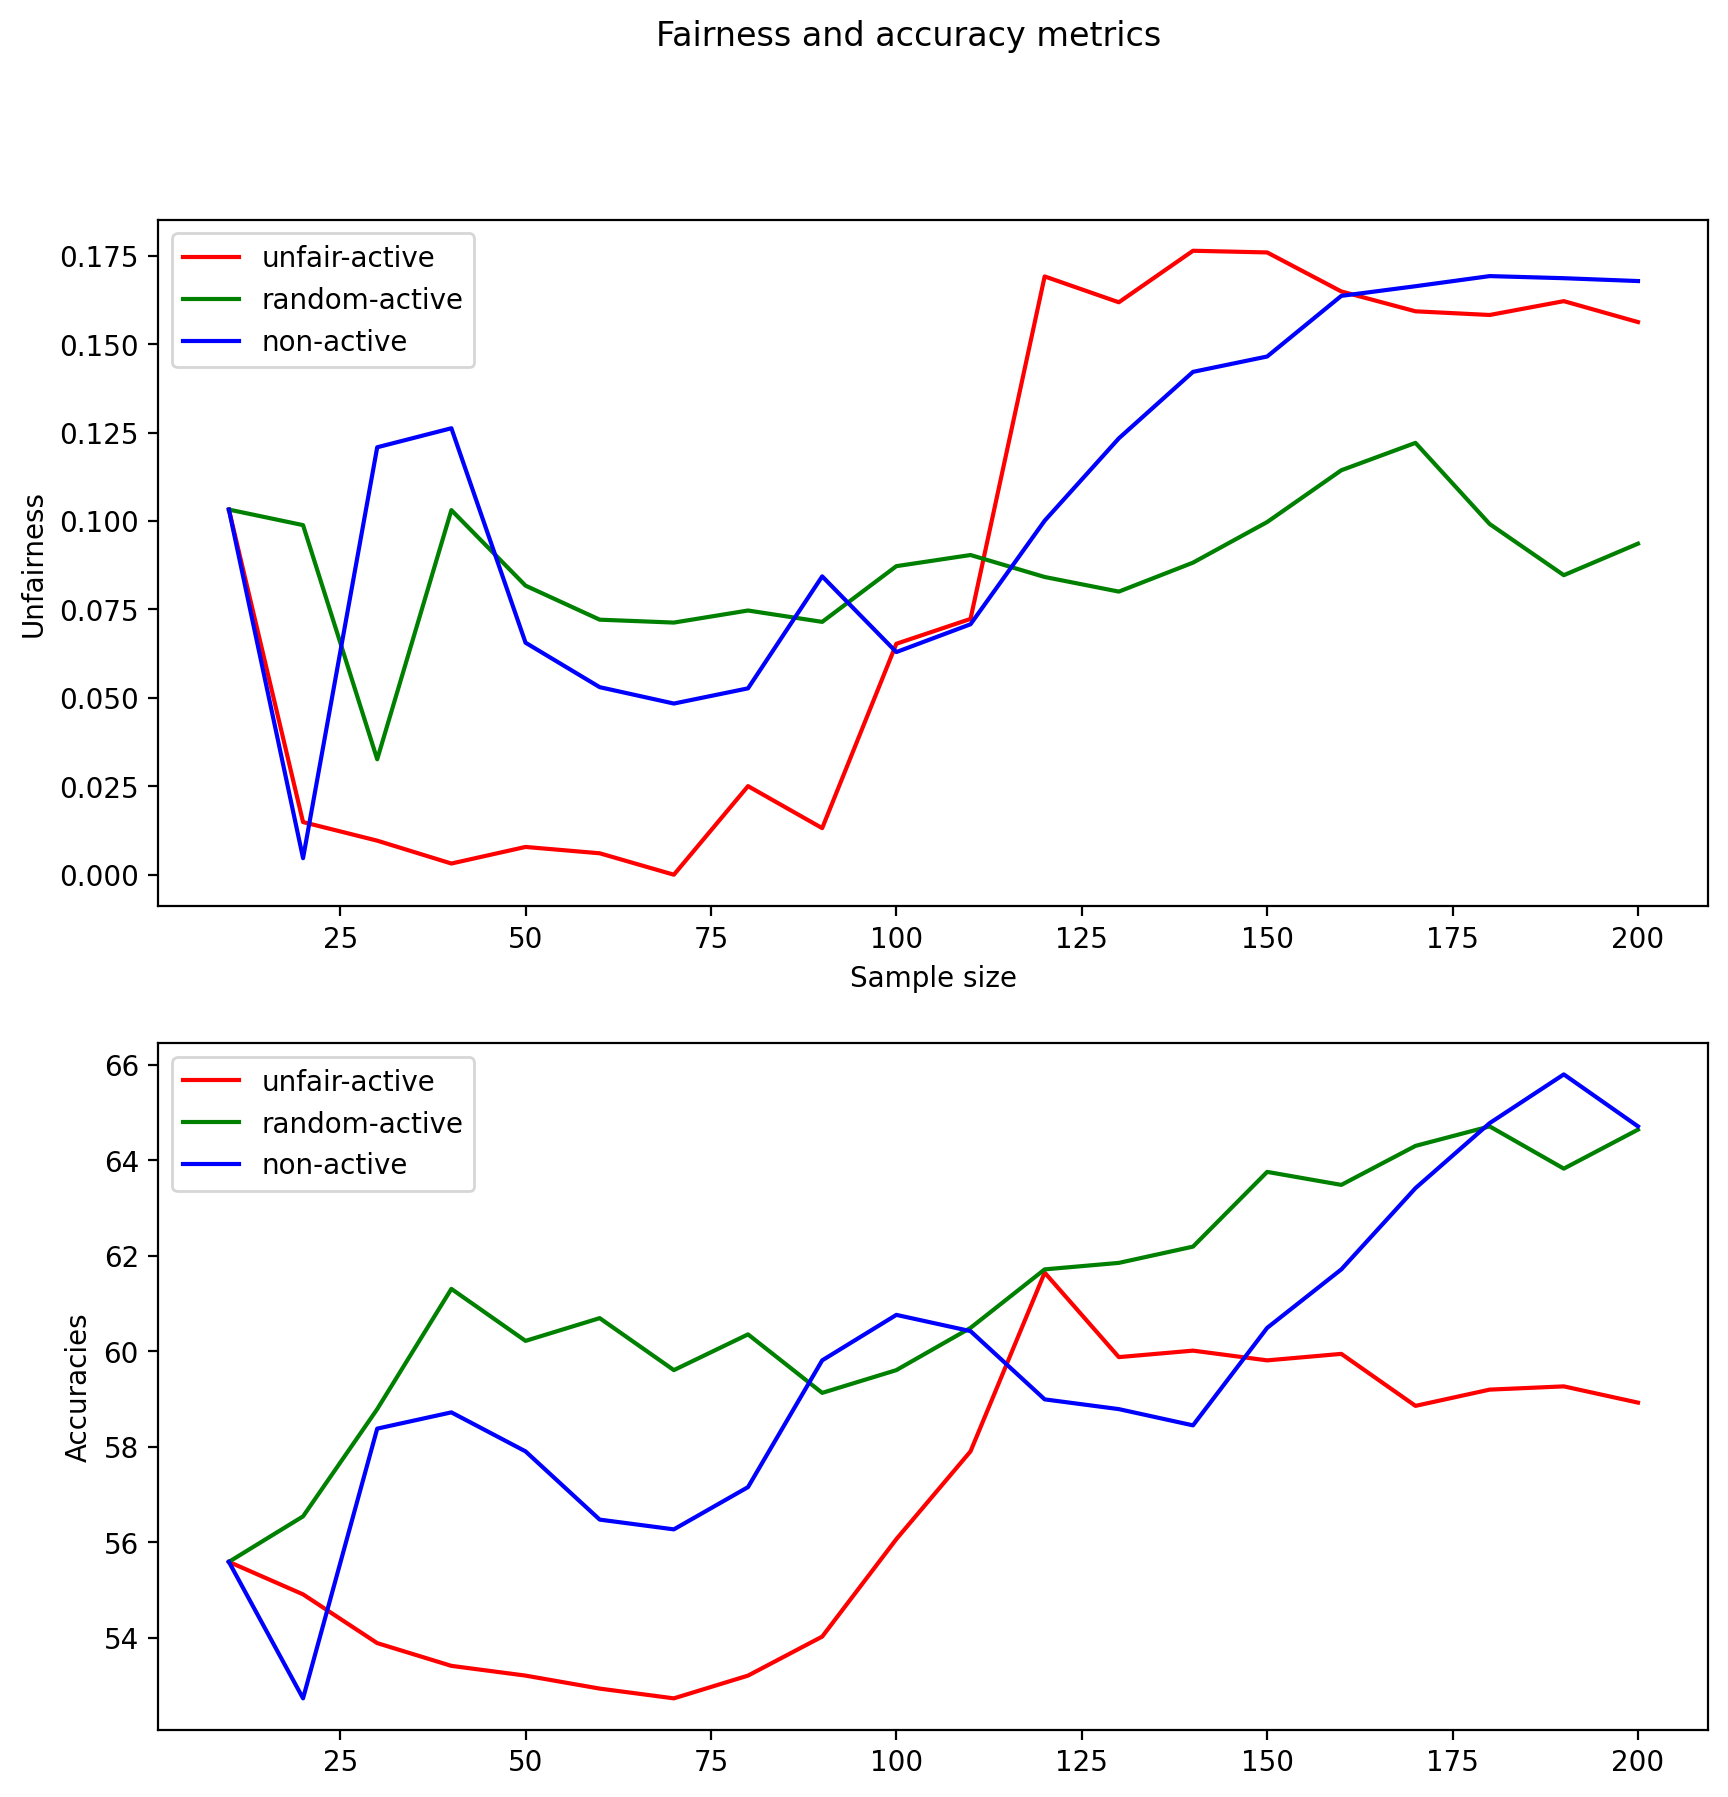 Fairness and accuracy metrics
unfair-active
random-active
non-active
0.175
0.150
0.125
0.100
0.075
0.050
0.025
0.000
Unfairness
25 50 75 100 125 150 175 200
Sample size
unfair-active
random-active
non-active
66
64
62
60
58
56
54
Accuracies
25 50 75 100 125 150 175 200